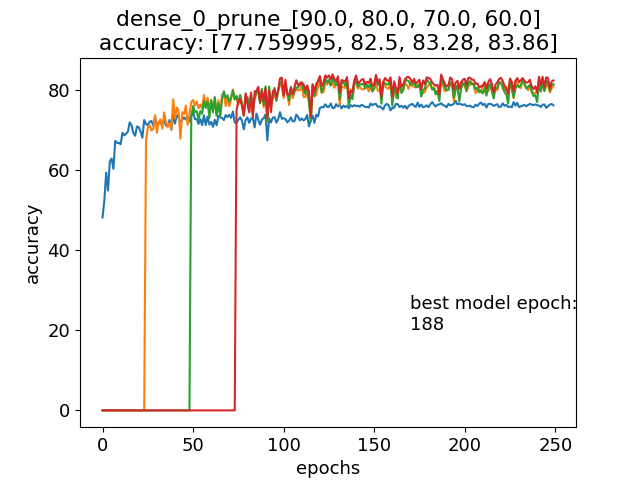 dense_0_prune_[90.0, 80.0, 70.0, 60.0]
accuracy: [77.759995, 82.5, 83.28, 83.86]
80
60
40
20
0
accuracy
best model epoch:
188
0 50 100 150 200 250
epochs